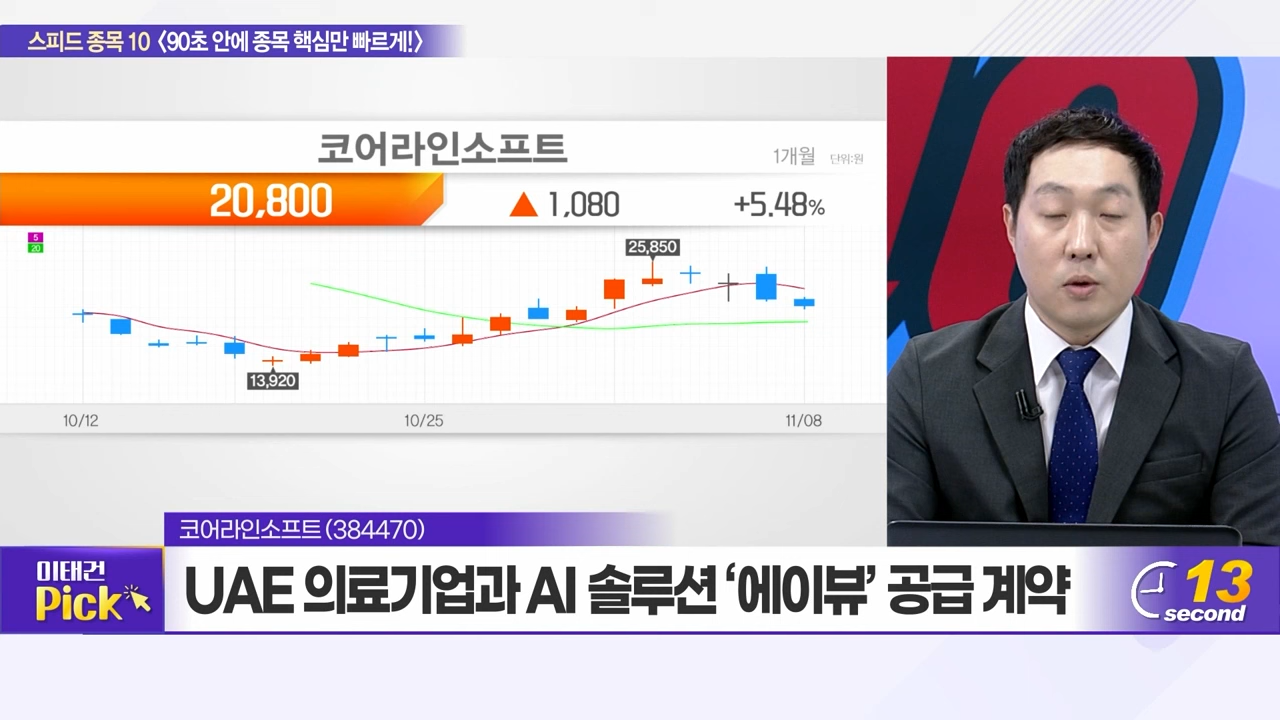 스피드 종목 10 〈90초 안에 종목 핵심만 빠르게!〉
코어라인소프트
1개월 단위:원
20,800 ▲ 1,080 +5.48%
5
20
25,850
13,920
10/12 10/25 11/08
코어라인소프트(384470)
이태건
Pick
UAE 의료기업과 AI 솔루션 ‘에이뷰’ 공급 계약
13
second